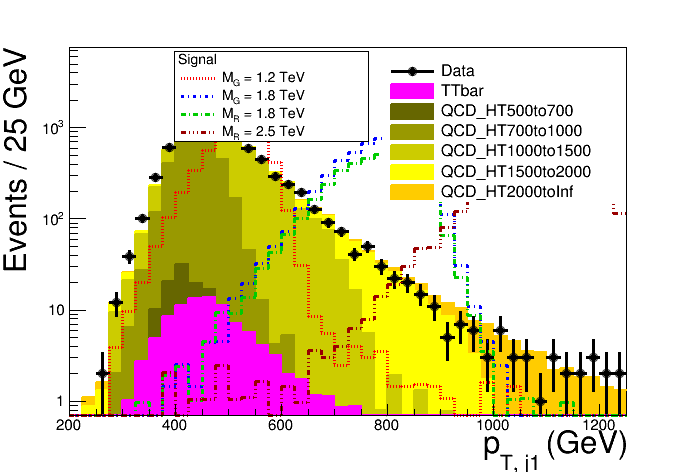 Events / 25 GeV
10³
10²
10
1
Signal
M_G = 1.2 TeV
M_G = 1.8 TeV
M_R = 1.8 TeV
M_R = 2.5 TeV
Data
TTbar
QCD_HT500to700
QCD_HT700to1000
QCD_HT1000to1500
QCD_HT1500to2000
QCD_HT2000toInf
200 400 600 800 1000 1200
p_T, j1 (GeV)